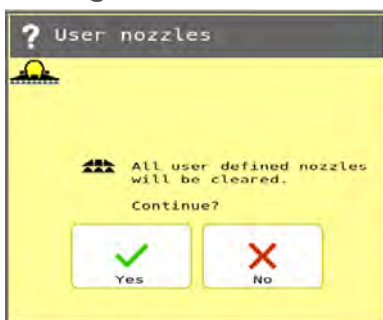 ? User nozzles
All user defined nozzles
will be cleared.
Continue?
Yes
No